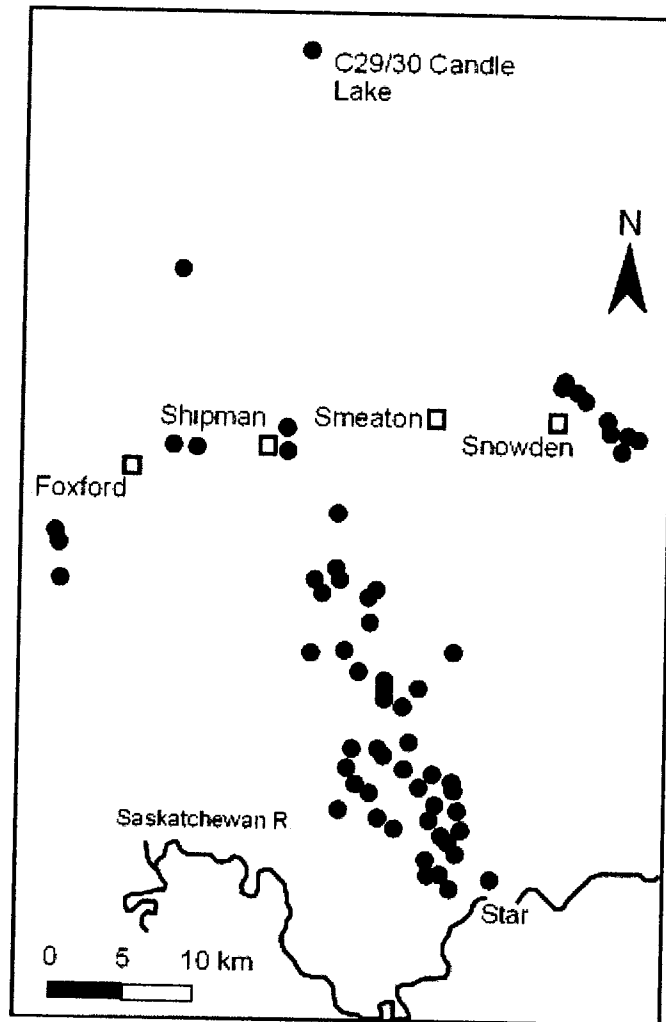 C29/30 Candle
Lake
N
Shipman
Smeaton
Snowden
Foxford
Saskatchewan R
Star
0 5 10 km